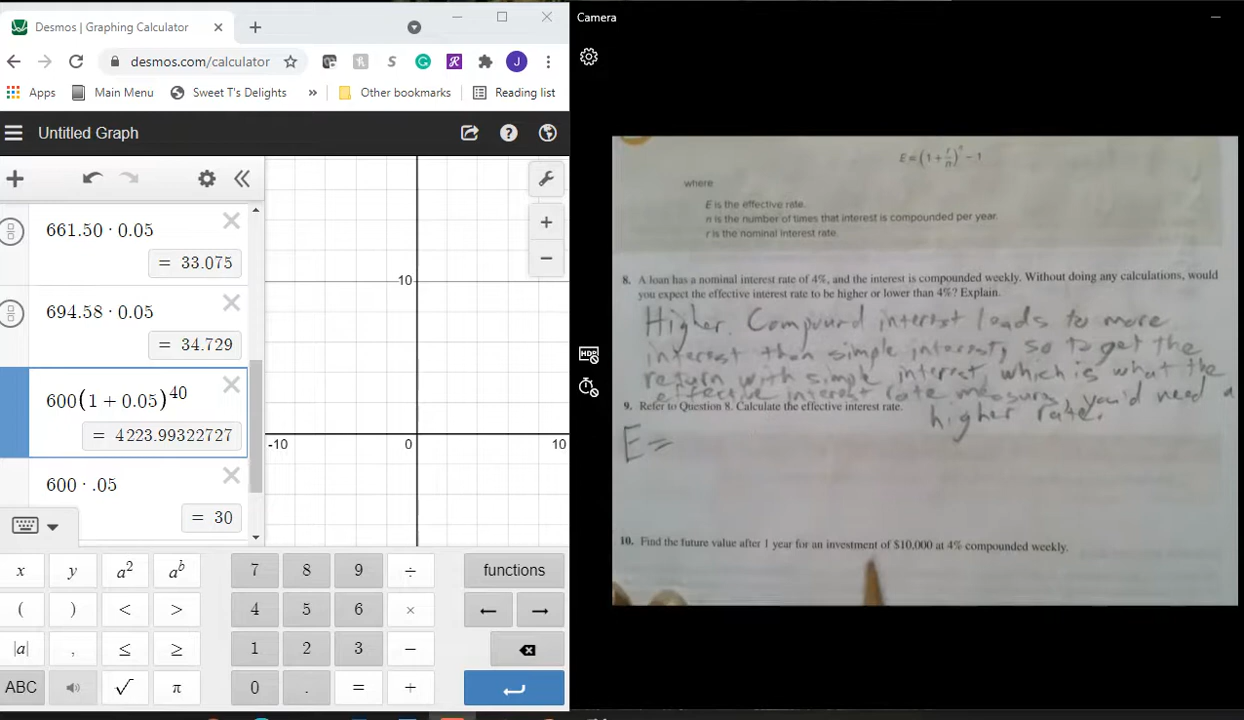 Desmos | Graphing Calculator
Camera
desmos.com/calculator
S
R
J
Apps Main Menu Sweet T's Delights » Other bookmarks Reading list
Untitled Graph
661.50 · 0.05
= 33.075
694.58 · 0.05
= 34.729
600(1 + 0.05)^40
= 4223.99322727
600 · .05
= 30
10
-10 0 10
x y a² aᵇ 7 8 9 ÷ functions
( ) < > 4 5 6 × ← →
|a| , ≤ ≥ 1 2 3 −
ABC √ π 0 . = +
HDR
E = (1 + r/n)^n − 1
where
E is the effective rate.
n is the number of times that interest is compounded per year.
r is the nominal interest rate.
8. A loan has a nominal interest rate of 4%, and the interest is compounded weekly. Without doing any calculations, would
you expect the effective interest rate to be higher or lower than 4%? Explain.
Higher. Compound interest leads to more
interest than simple interest, so to get the
return with simple interest which is what the
effective interest rate measures, you'd need a
higher rate.
9. Refer to Question 8. Calculate the effective interest rate.
E =
10. Find the future value after 1 year for an investment of $10,000 at 4% compounded weekly.